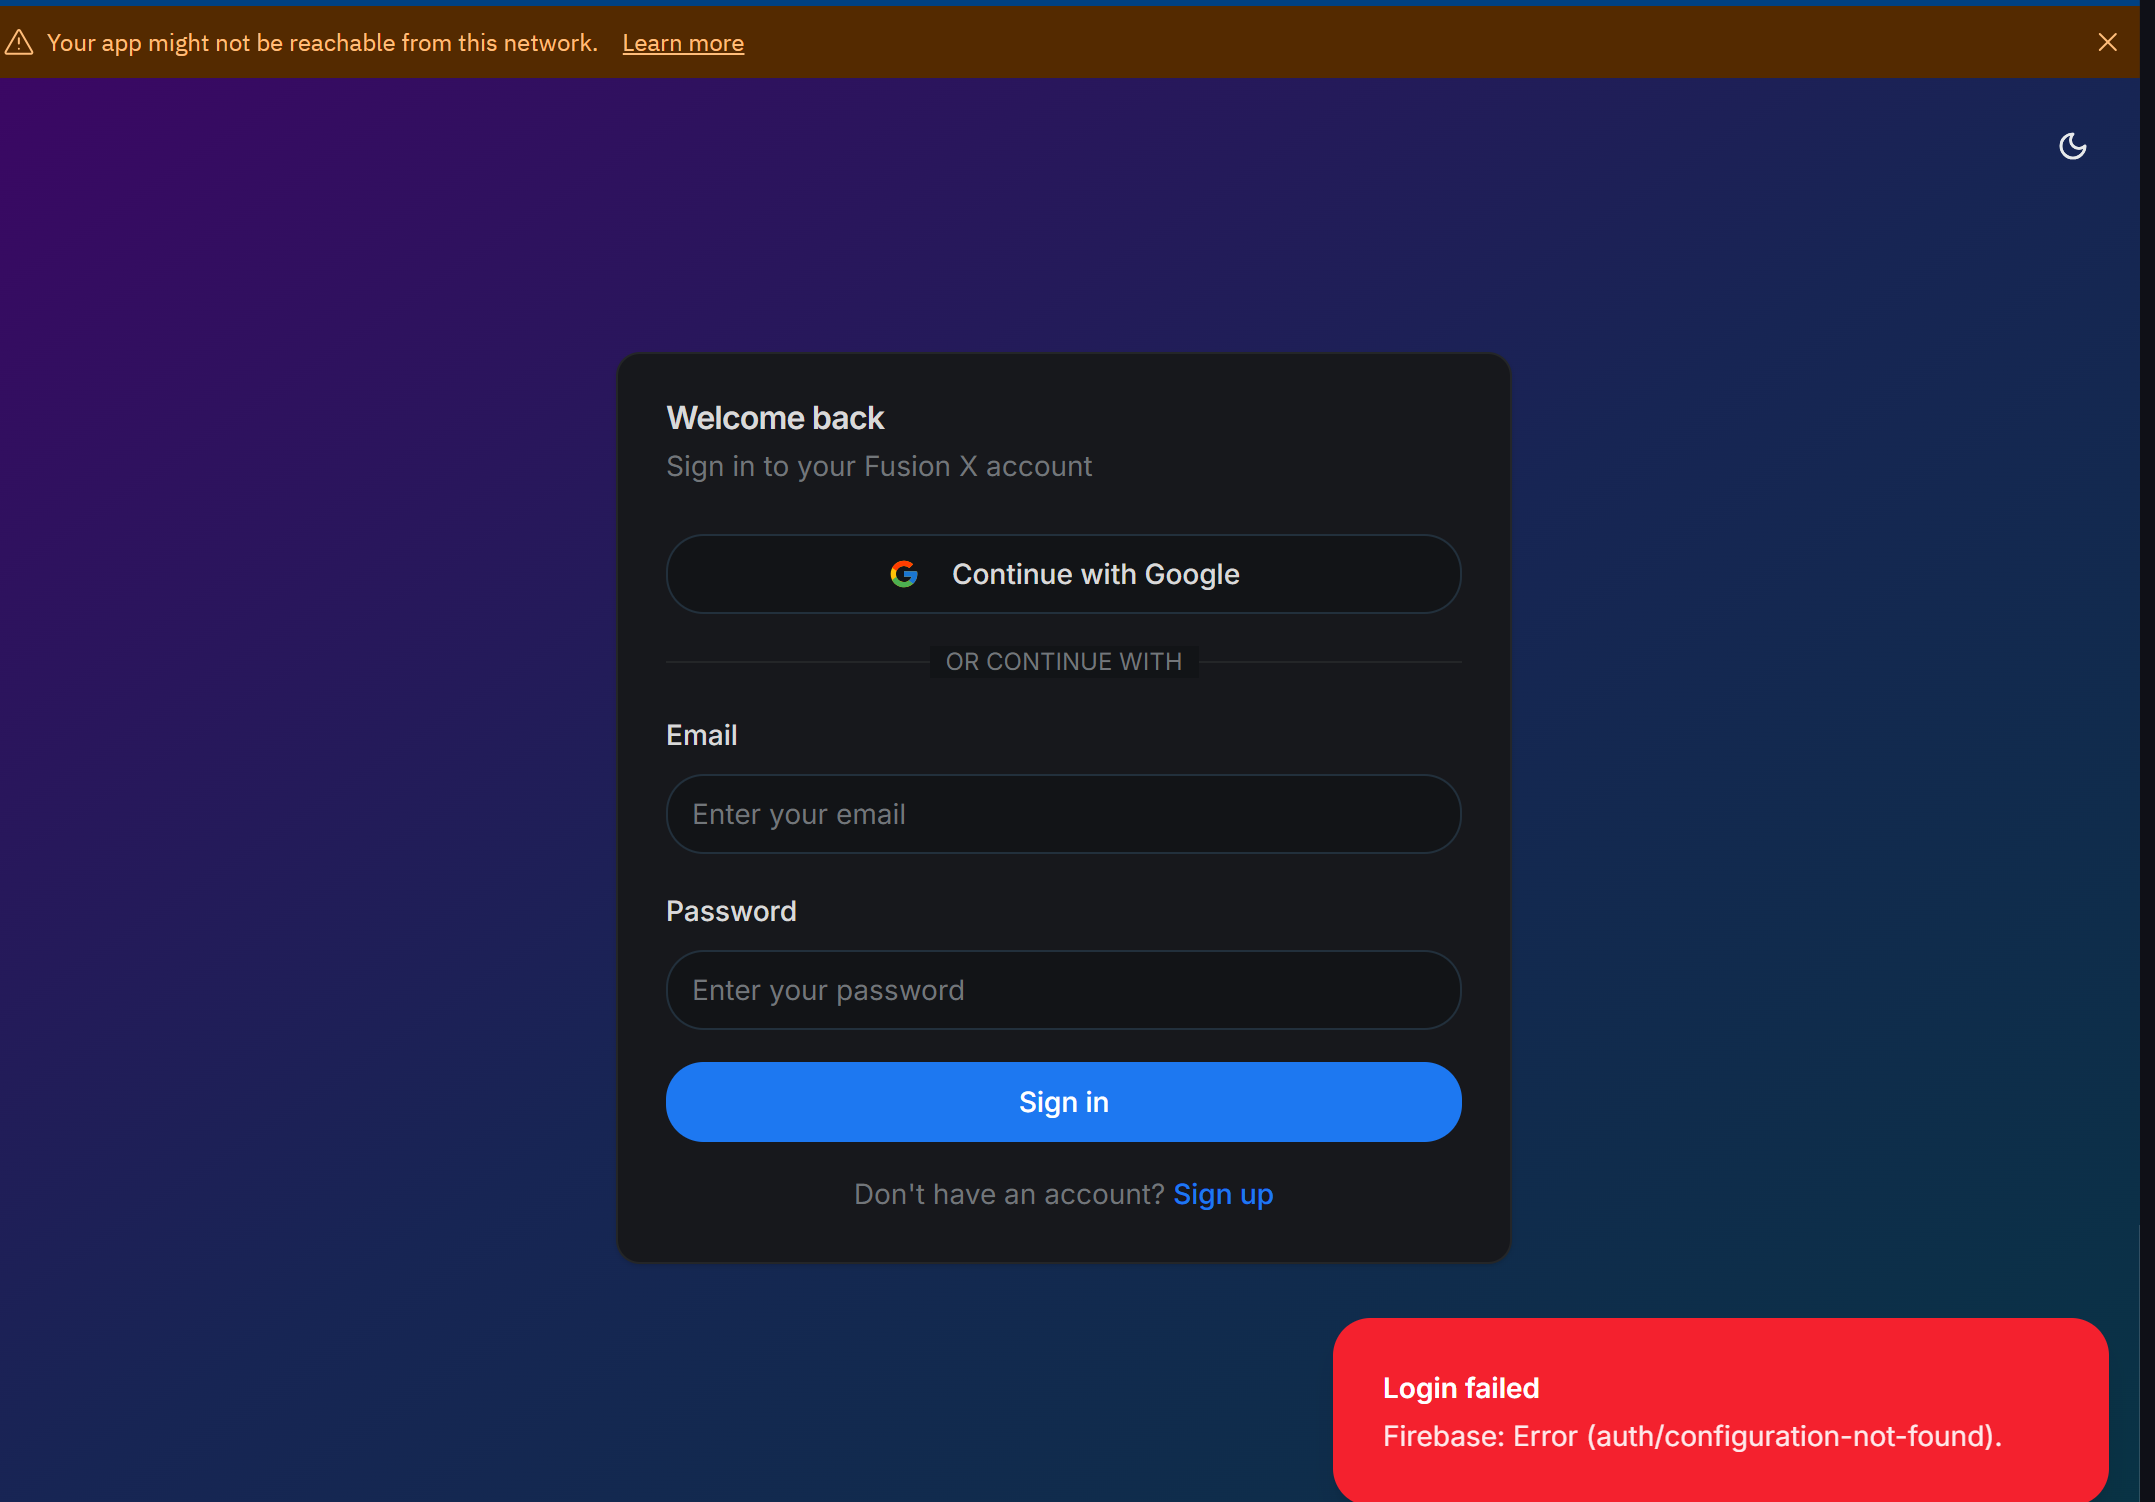 Your app might not be reachable from this network. Learn more
Welcome back
Sign in to your Fusion X account
Continue with Google
OR CONTINUE WITH
Email
Enter your email
Password
Enter your password
Sign in
Don't have an account? Sign up
Login failed
Firebase: Error (auth/configuration-not-found).